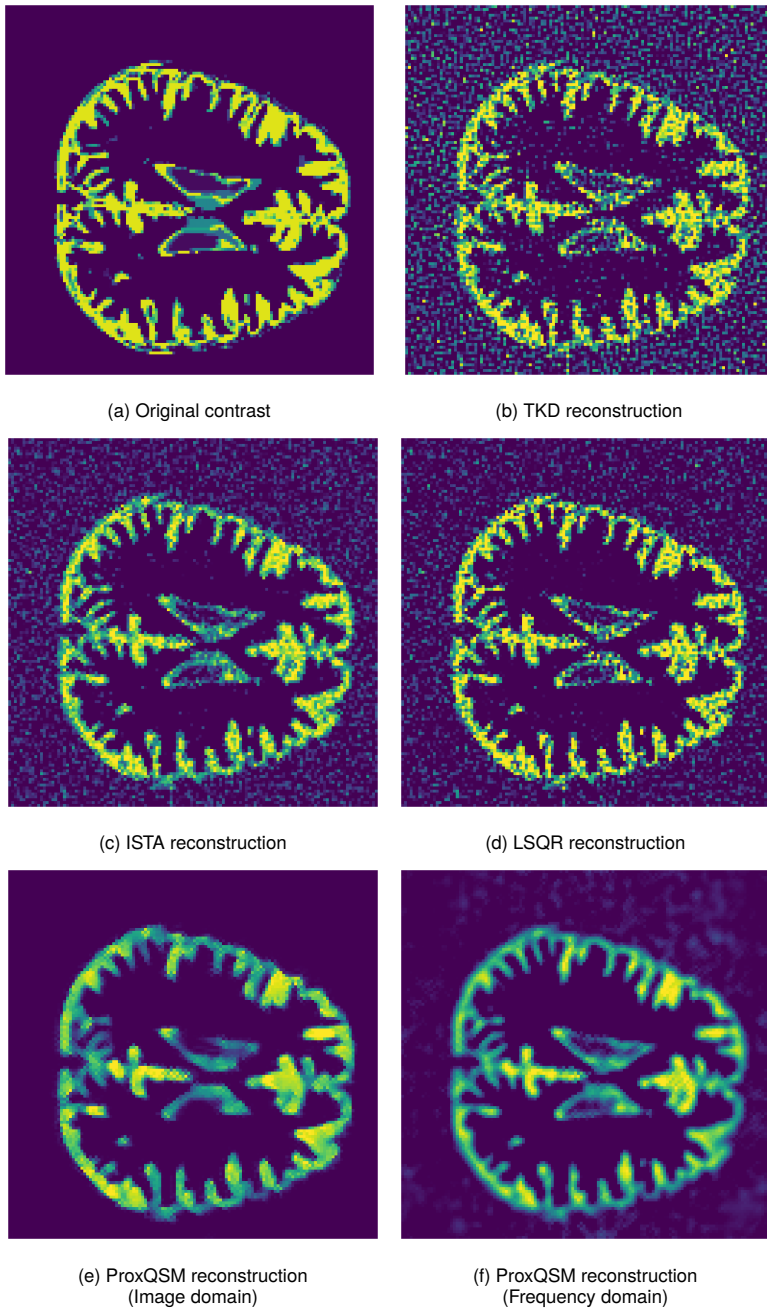 (a) Original contrast
(b) TKD reconstruction
(c) ISTA reconstruction
(d) LSQR reconstruction
(e) ProxQSM reconstruction
(Image domain)
(f) ProxQSM reconstruction
(Frequency domain)